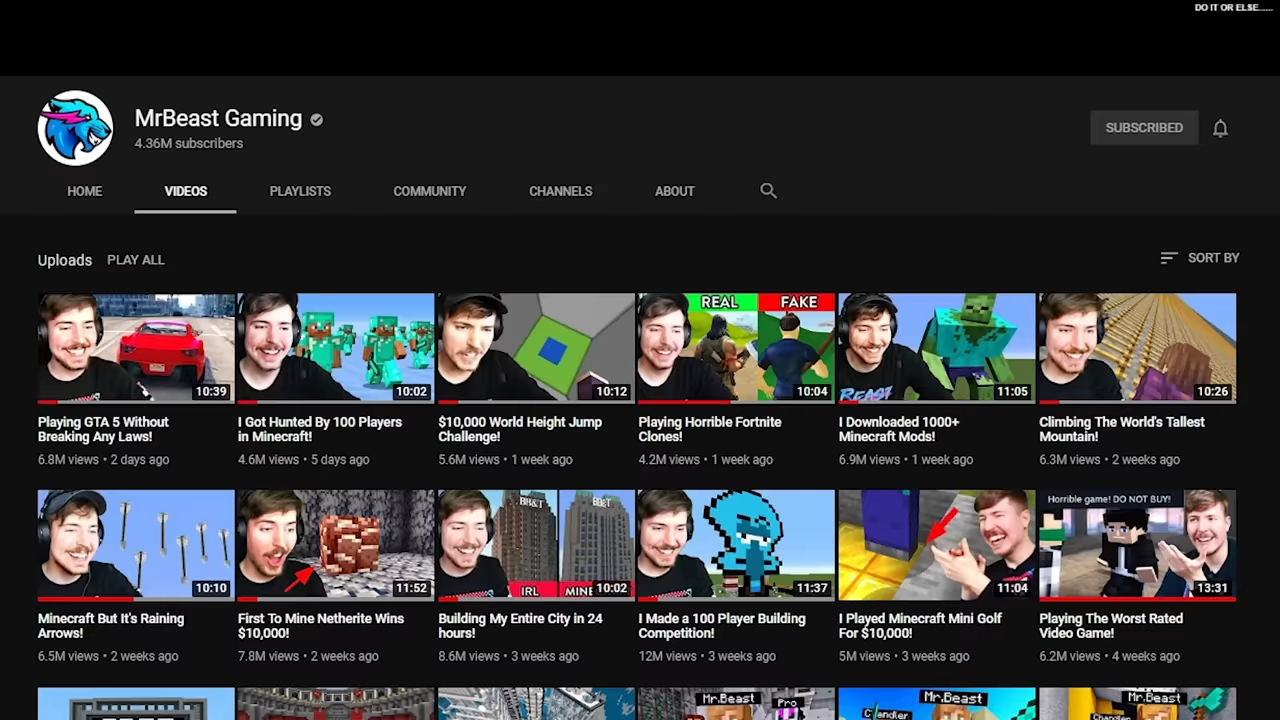 DO IT OR ELSE......
MrBeast Gaming
4.36M subscribers
SUBSCRIBED
HOME VIDEOS PLAYLISTS COMMUNITY CHANNELS ABOUT
Uploads PLAY ALL SORT BY
REAL FAKE
BEAST
10:39 10:02 10:12 10:04 11:05 10:26
Playing GTA 5 Without I Got Hunted By 100 Players $10,000 World Height Jump Playing Horrible Fortnite I Downloaded 1000+ Climbing The World's Tallest
Breaking Any Laws! in Minecraft! Challenge! Clones! Minecraft Mods! Mountain!
6.8M views • 2 days ago 4.6M views • 5 days ago 5.6M views • 1 week ago 4.2M views • 1 week ago 6.9M views • 1 week ago 6.3M views • 2 weeks ago
Horrible game! DO NOT BUY!
BB&T BB&T
IRL MINE
10:10 11:52 10:02 11:37 11:04 13:31
Minecraft But It's Raining First To Mine Netherite Wins Building My Entire City in 24 I Made a 100 Player Building I Played Minecraft Mini Golf Playing The Worst Rated
Arrows! $10,000! hours! Competition! For $10,000! Video Game!
6.5M views • 2 weeks ago 7.8M views • 2 weeks ago 8.6M views • 3 weeks ago 12M views • 3 weeks ago 5M views • 3 weeks ago 6.2M views • 4 weeks ago
Mr.Beast Pro Mr.Beast Mr.Beast
Chandler Chandler